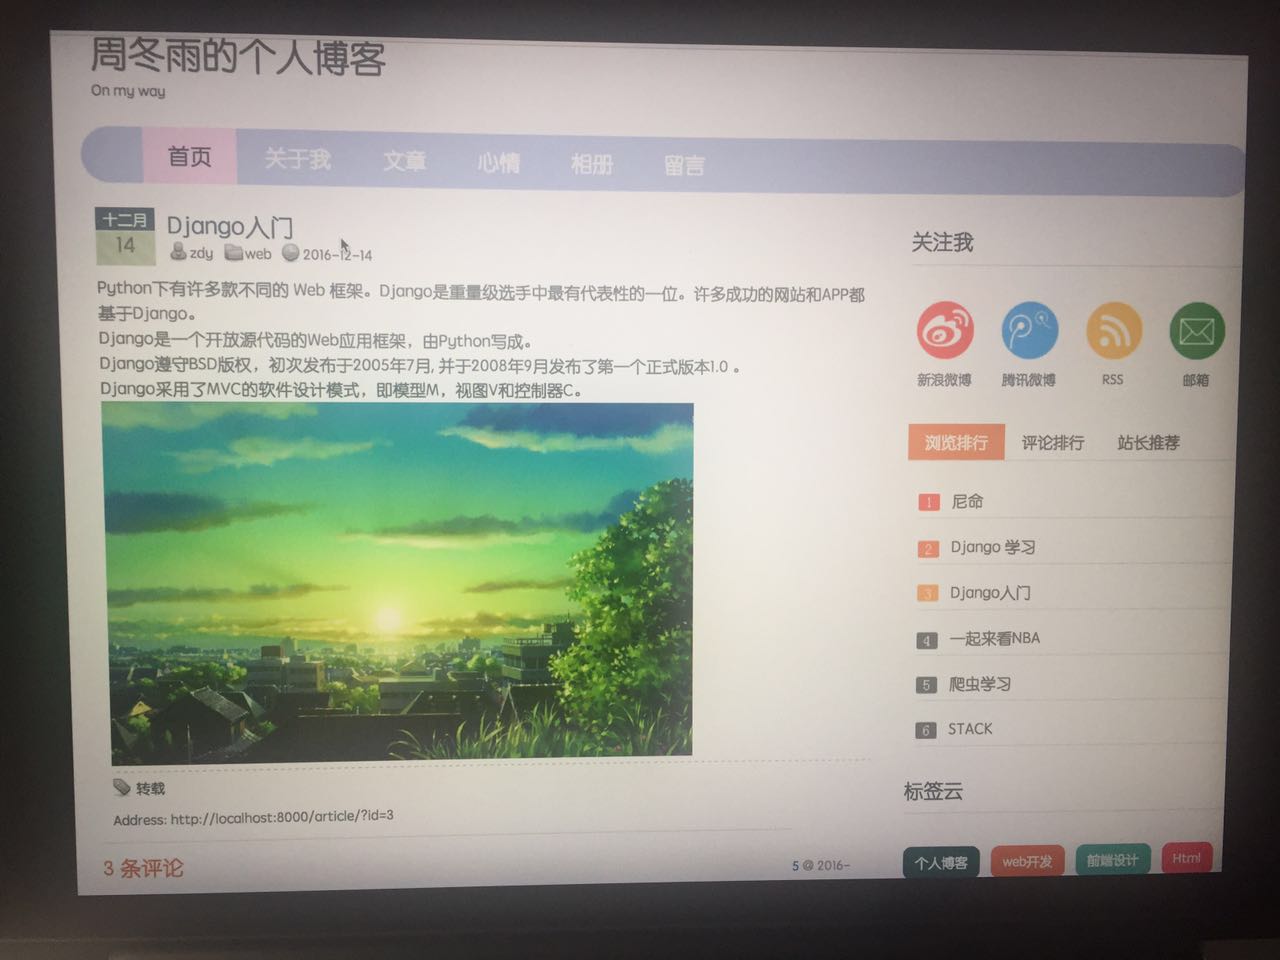 周冬雨的个人博客
On my way
首页 关于我 文章 心情 相册 留言
十二月
14
Django入门
zdy web 2016-12-14
Python下有许多款不同的 Web 框架。Django是重量级选手中最有代表性的一位。许多成功的网站和APP都
基于Django。
Django是一个开放源代码的Web应用框架，由Python写成。
Django遵守BSD版权，初次发布于2005年7月, 并于2008年9月发布了第一个正式版本1.0 。
Django采用了MVC的软件设计模式，即模型M，视图V和控制器C。
转载
Address: http://localhost:8000/article/?id=3
3 条评论
5 @ 2016-
关注我
新浪微博 腾讯微博 RSS 邮箱
浏览排行 评论排行 站长推荐
1 尼命
2 Django 学习
3 Django入门
4 一起来看NBA
5 爬虫学习
6 STACK
标签云
个人博客 web开发 前端设计 Html